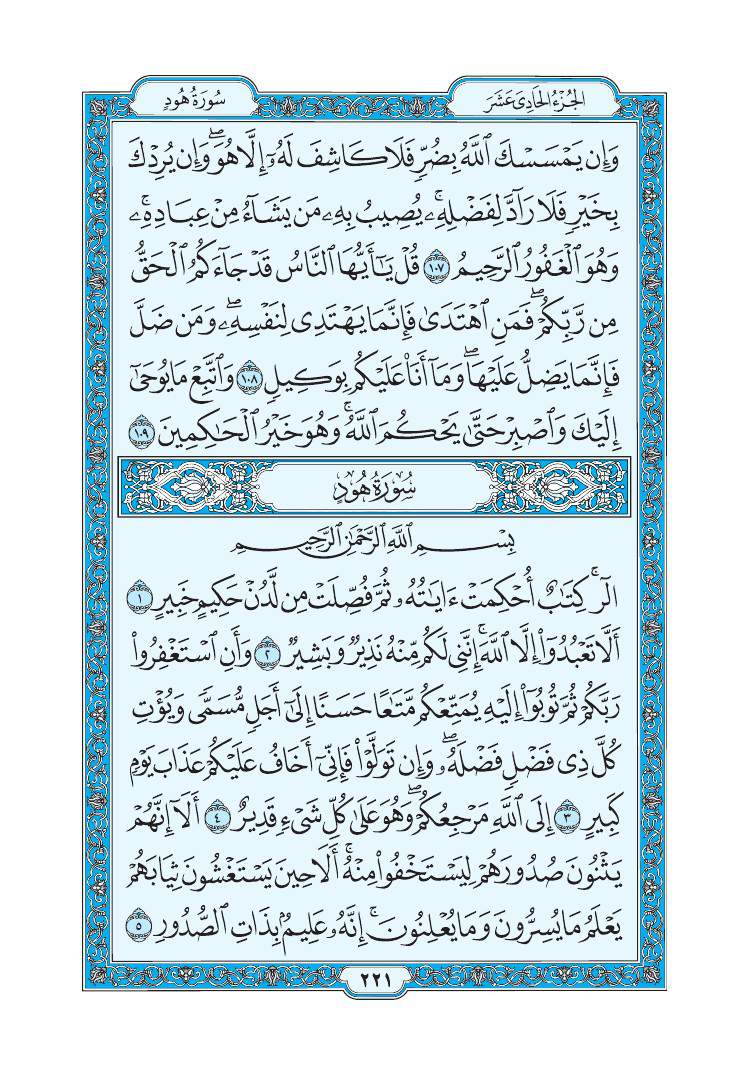 الجُزْءُ الحَادِى عَشَرَ
سُورَةُ هُودٍ
وَإِن يَمْسَسْكَ ٱللَّهُ بِضُرٍّ فَلَا كَاشِفَ لَهُۥٓ إِلَّا هُوَۖ وَإِن يُرِدْكَ
بِخَيْرٍ فَلَا رَآدَّ لِفَضْلِهِۦۚ يُصِيبُ بِهِۦ مَن يَشَآءُ مِنْ عِبَادِهِۦۚ
وَهُوَ ٱلْغَفُورُ ٱلرَّحِيمُ ١٠٧ قُلْ يَـٰٓأَيُّهَا ٱلنَّاسُ قَدْ جَآءَكُمُ ٱلْحَقُّ
مِن رَّبِّكُمْۖ فَمَنِ ٱهْتَدَىٰ فَإِنَّمَا يَهْتَدِى لِنَفْسِهِۦۖ وَمَن ضَلَّ
فَإِنَّمَا يَضِلُّ عَلَيْهَاۖ وَمَآ أَنَا۠ عَلَيْكُم بِوَكِيلٍ ١٠٨ وَٱتَّبِعْ مَا يُوحَىٰٓ
إِلَيْكَ وَٱصْبِرْ حَتَّىٰ يَحْكُمَ ٱللَّهُۚ وَهُوَ خَيْرُ ٱلْحَـٰكِمِينَ ١٠٩
سُورَةُ هُودٍ
بِسْمِ ٱللَّهِ ٱلرَّحْمَـٰنِ ٱلرَّحِيمِ
الٓرۚ كِتَـٰبٌ أُحْكِمَتْ ءَايَـٰتُهُۥ ثُمَّ فُصِّلَتْ مِن لَّدُنْ حَكِيمٍ خَبِيرٍ ١
أَلَّا تَعْبُدُوٓا۟ إِلَّا ٱللَّهَۚ إِنَّنِى لَكُم مِّنْهُ نَذِيرٌ وَبَشِيرٌ ٢ وَأَنِ ٱسْتَغْفِرُوا۟
رَبَّكُمْ ثُمَّ تُوبُوٓا۟ إِلَيْهِ يُمَتِّعْكُم مَّتَـٰعًا حَسَنًا إِلَىٰٓ أَجَلٍ مُّسَمًّى وَيُؤْتِ
كُلَّ ذِى فَضْلٍ فَضْلَهُۥۖ وَإِن تَوَلَّوْا۟ فَإِنِّىٓ أَخَافُ عَلَيْكُمْ عَذَابَ يَوْمٍ
كَبِيرٍ ٣ إِلَى ٱللَّهِ مَرْجِعُكُمْۖ وَهُوَ عَلَىٰ كُلِّ شَىْءٍ قَدِيرٌ ٤ أَلَآ إِنَّهُمْ
يَثْنُونَ صُدُورَهُمْ لِيَسْتَخْفُوا۟ مِنْهُۚ أَلَا حِينَ يَسْتَغْشُونَ ثِيَابَهُمْ
يَعْلَمُ مَا يُسِرُّونَ وَمَا يُعْلِنُونَۚ إِنَّهُۥ عَلِيمٌۢ بِذَاتِ ٱلصُّدُورِ ٥
٢٢١